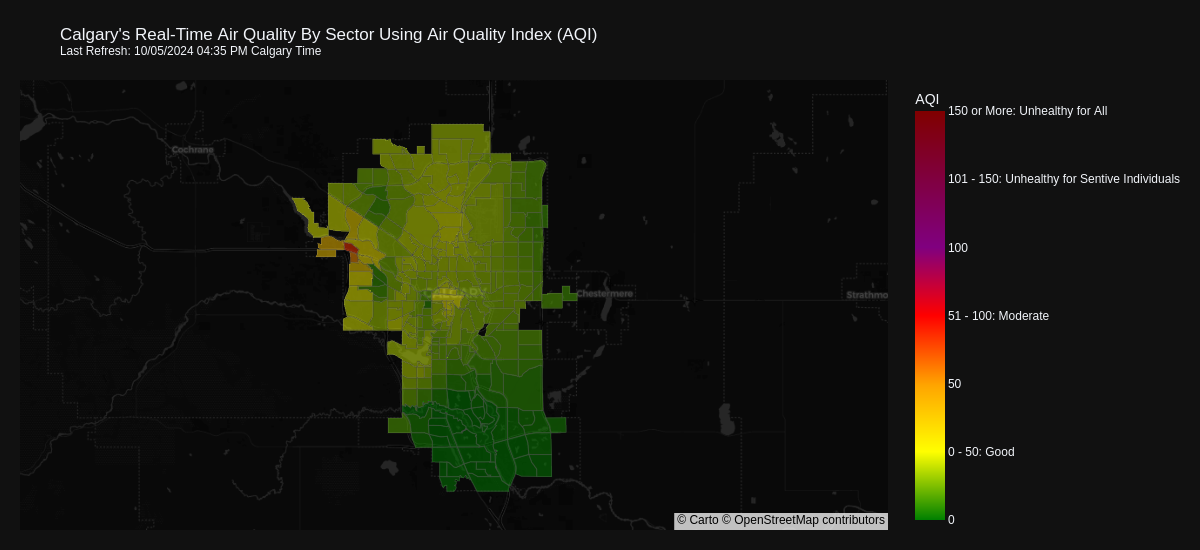 Calgary's Real-Time Air Quality By Sector Using Air Quality Index (AQI)
Last Refresh: 10/05/2024 04:35 PM Calgary Time
AQI
150 or More: Unhealthy for All
101 - 150: Unhealthy for Sentive Individuals
100
51 - 100: Moderate
50
0 - 50: Good
0
Cochrane
CALGARY
Chestermere
Strathmo
© Carto © OpenStreetMap contributors